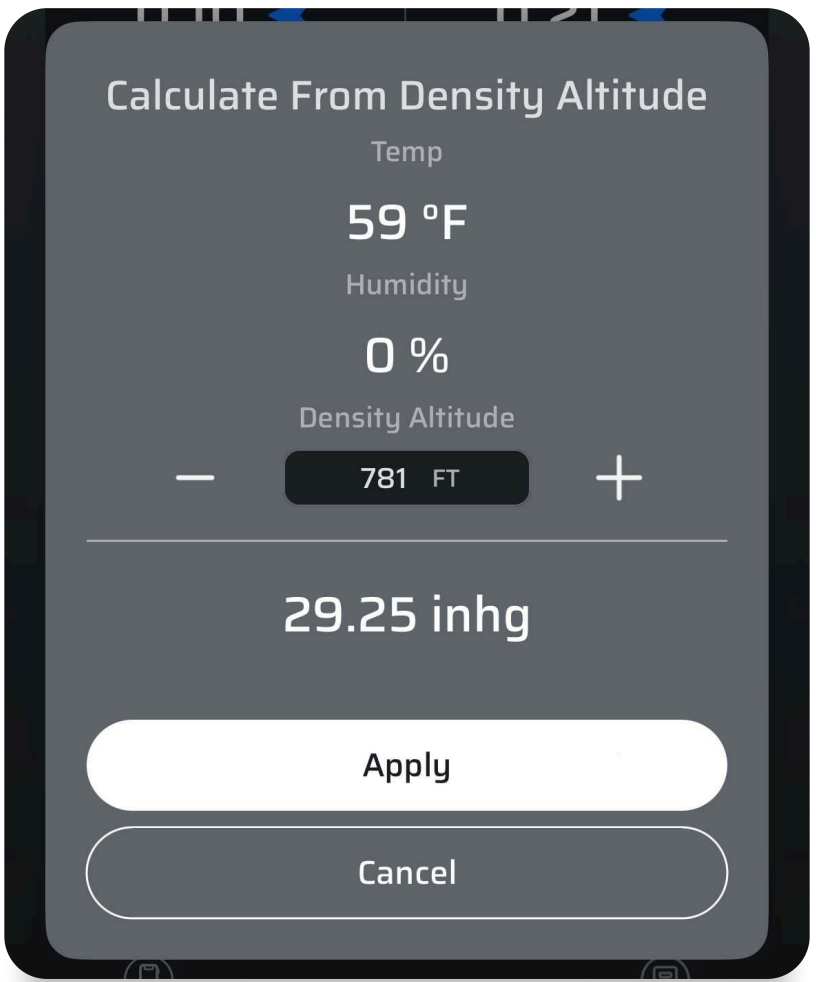 Calculate From Density Altitude
Temp
59 °F
Humidity
0 %
Density Altitude
− 781 FT +
29.25 inhg
Apply
Cancel